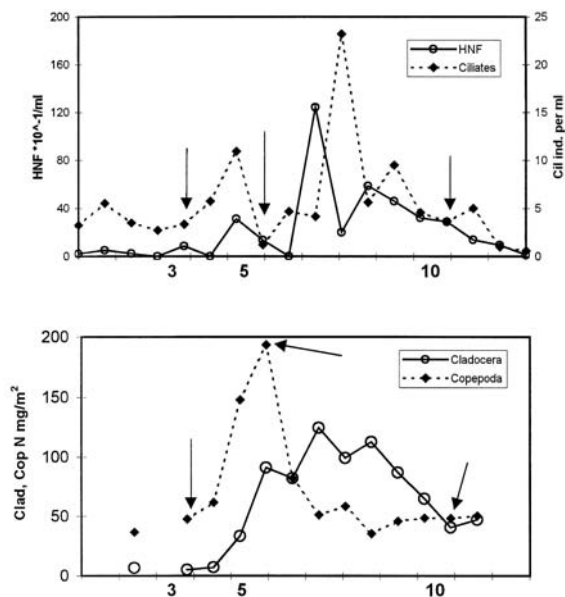 200
160
120
80
40
0
HNF *10^-1/ml
25
20
15
10
5
0
Cil ind. per ml
HNF
Ciliates
3 5 10
200
150
100
50
0
Clad, Cop N mg/m²
Cladocera
Copepoda
3 5 10